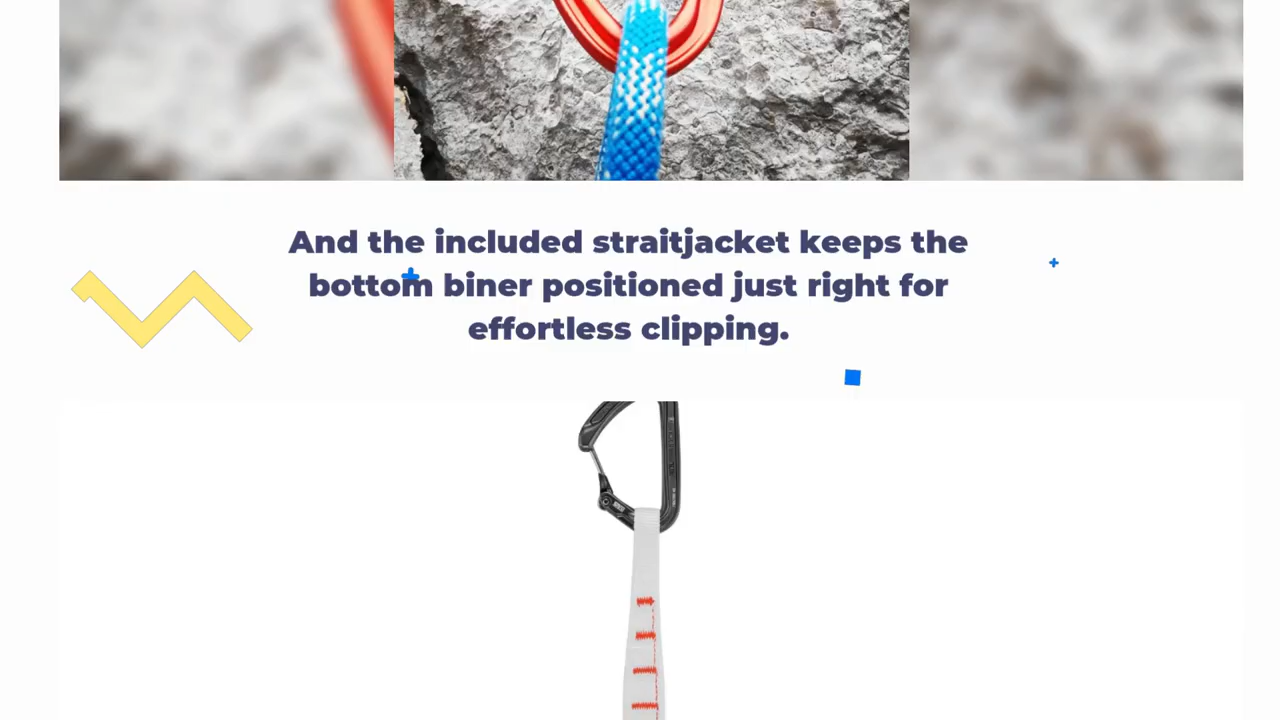 And the included straitjacket keeps the
bottom biner positioned just right for
effortless clipping.